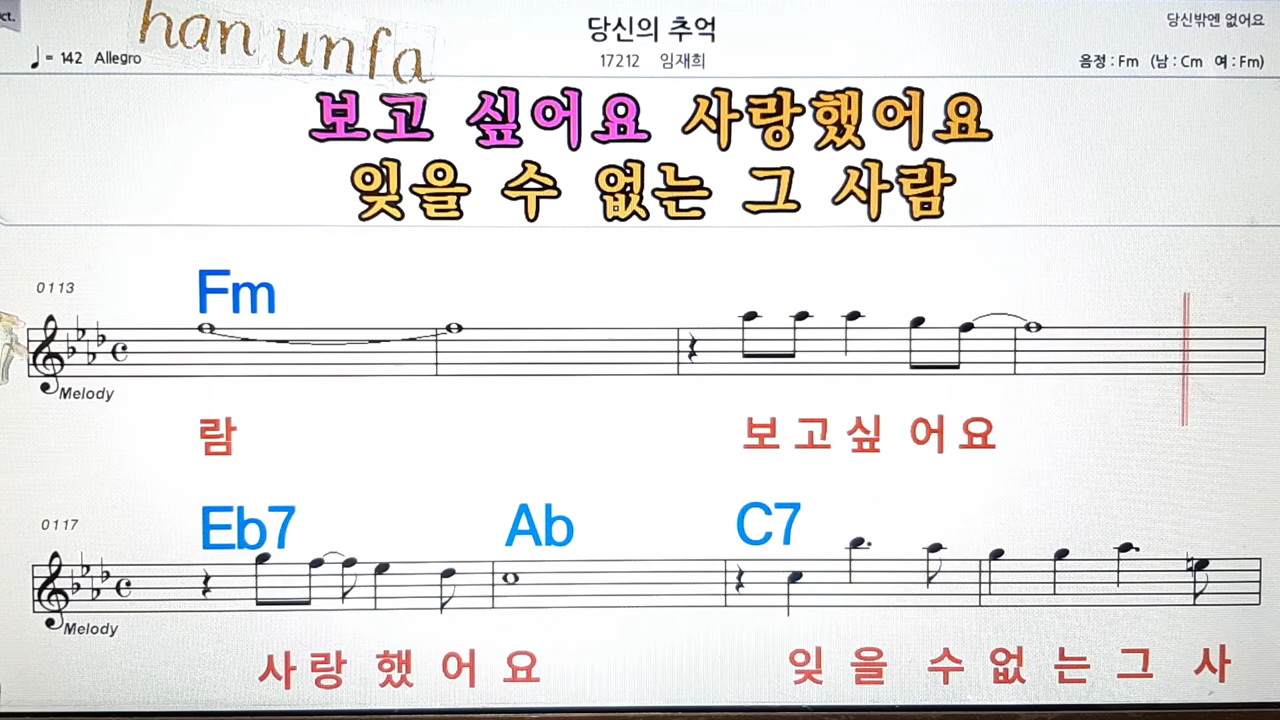 ct.
♩= 142 Allegro
han unfa
당신의 추억
17212 임재희
당신밖엔 없어요
음정 : Fm (남 : Cm 여 : Fm)
보고 싶어요 사랑했어요
잊을 수 없는 그 사람
0113
Fm
Melody
람 보고싶 어요
0117
Eb7 Ab C7
Melody
사랑 했 어 요 잊 을 수 없 는 그 사